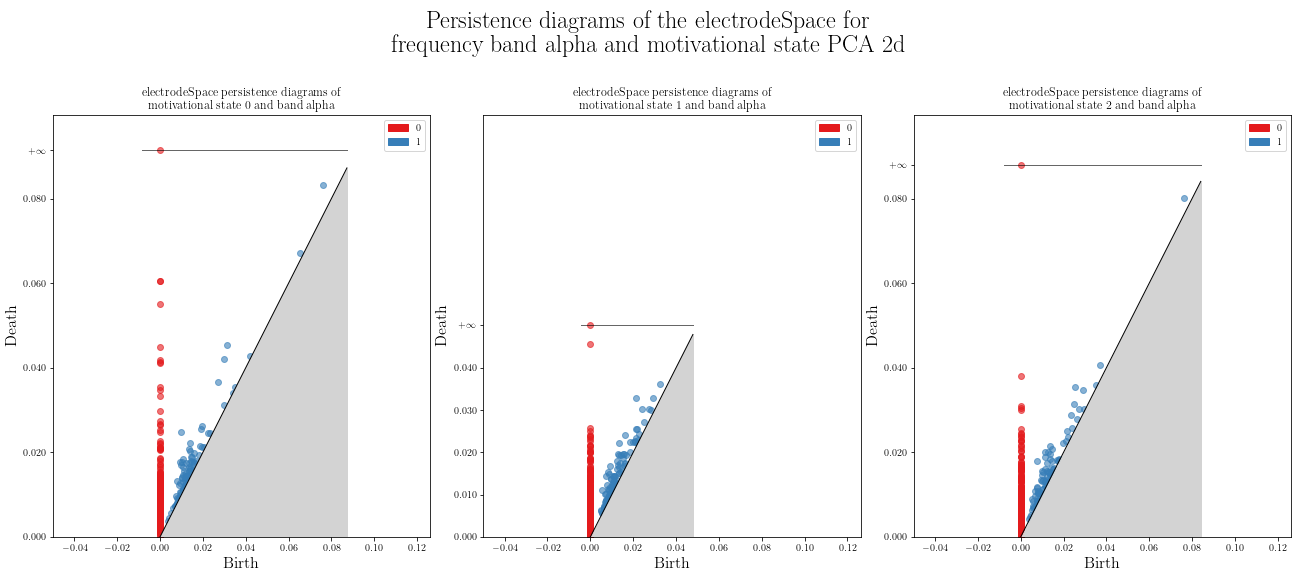 Persistence diagrams of the electrodeSpace for
frequency band alpha and motivational state PCA 2d
electrodeSpace persistence diagrams of
motivational state 0 and band alpha
0
1
+∞
0.080
0.060
0.040
0.020
0.000
Death
−0.04 −0.02 0.00 0.02 0.04 0.06 0.08 0.10 0.12
Birth
electrodeSpace persistence diagrams of
motivational state 1 and band alpha
0
1
+∞
0.040
0.030
0.020
0.010
0.000
Death
−0.04 −0.02 0.00 0.02 0.04 0.06 0.08 0.10 0.12
Birth
electrodeSpace persistence diagrams of
motivational state 2 and band alpha
0
1
+∞
0.080
0.060
0.040
0.020
0.000
Death
−0.04 −0.02 0.00 0.02 0.04 0.06 0.08 0.10 0.12
Birth